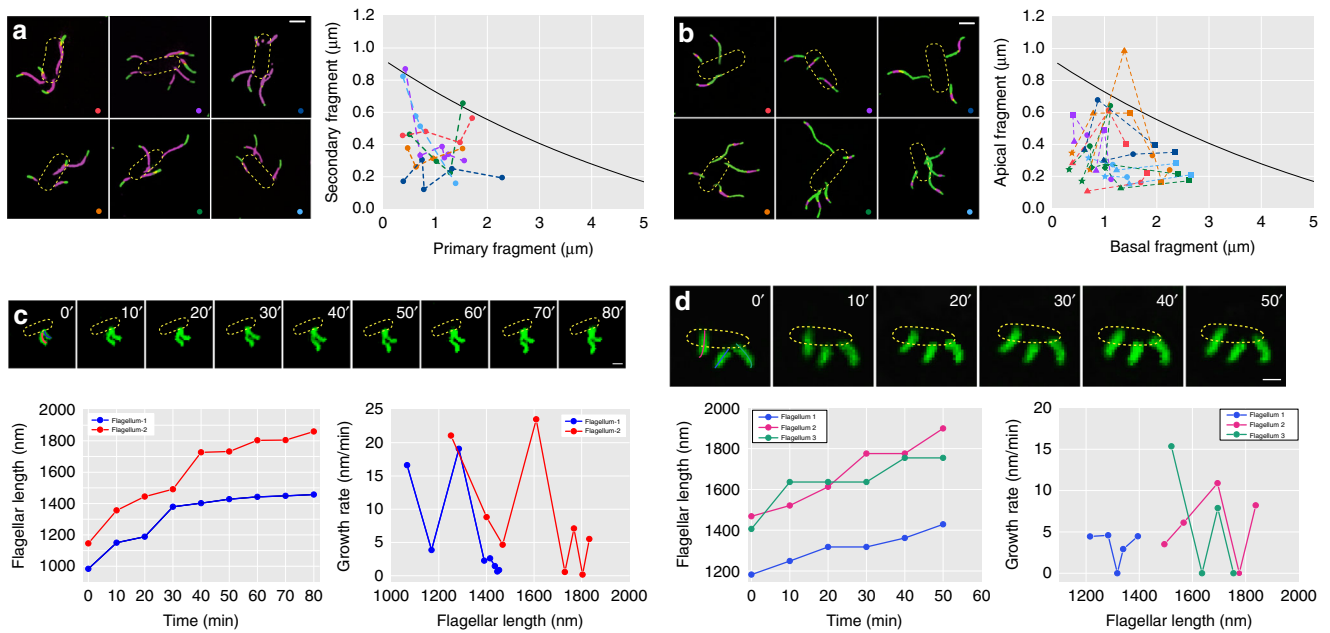 a
Secondary fragment (μm)
1.2
1.0
0.8
0.6
0.4
0.2
0.0
0 1 2 3 4 5
Primary fragment (μm)
b
Apical fragment (μm)
1.2
1.0
0.8
0.6
0.4
0.2
0.0
0 1 2 3 4 5
Basal fragment (μm)
c
0′ 10′ 20′ 30′ 40′ 50′ 60′ 70′ 80′
Flagellar length (nm)
2000
1800
1600
1400
1200
1000
Flagellum-1
Flagellum-2
0 10 20 30 40 50 60 70 80
Time (min)
Growth rate (nm/min)
25
20
15
10
5
0
Flagellum-1
Flagellum-2
1000 1200 1400 1600 1800 2000
Flagellar length (nm)
d
0′ 10′ 20′ 30′ 40′ 50′
Flagellar length (nm)
2000
1800
1600
1400
1200
Flagellum 1
Flagellum 2
Flagellum 3
0 10 20 30 40 50 60
Time (min)
Growth rate (nm/min)
20
15
10
5
0
Flagellum 1
Flagellum 2
Flagellum 3
1200 1400 1600 1800 2000
Flagellar length (nm)